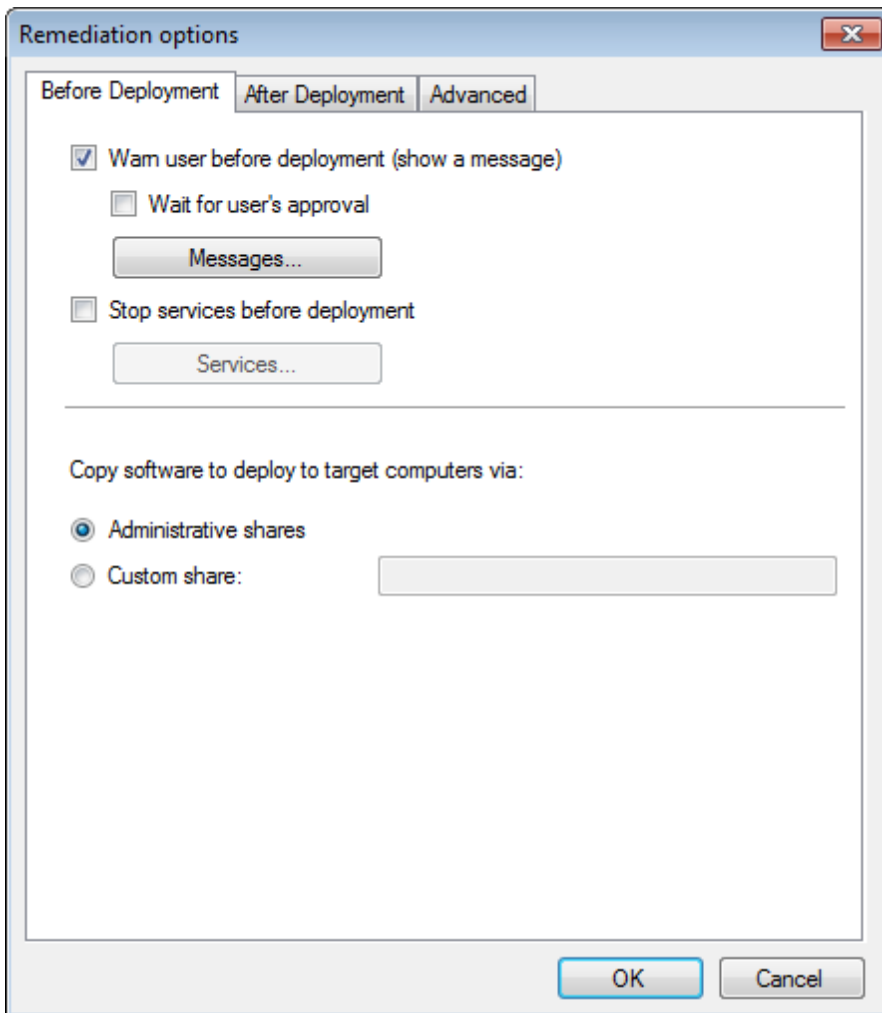 Remediation options
Before Deployment After Deployment Advanced
Warn user before deployment (show a message)
Wait for user's approval
Messages...
Stop services before deployment
Services...
Copy software to deploy to target computers via:
Administrative shares
Custom share:
OK Cancel